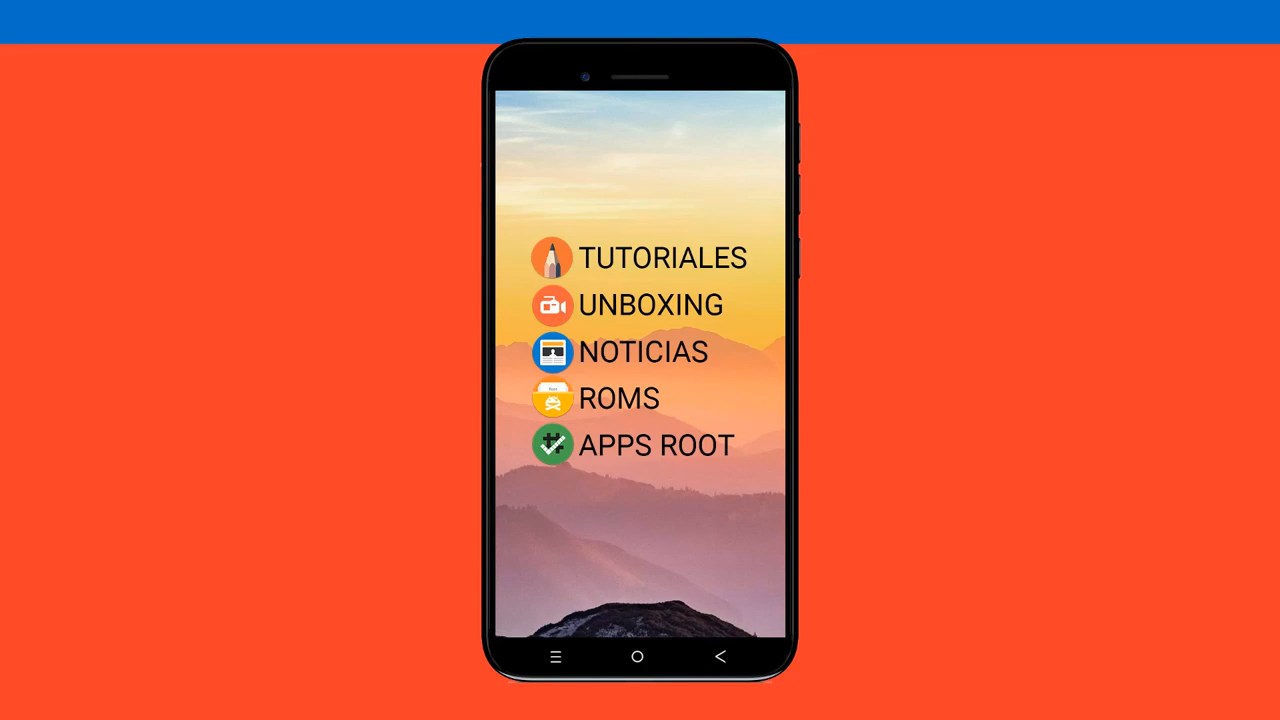 TUTORIALES
UNBOXING
NOTICIAS
ROMS
APPS ROOT